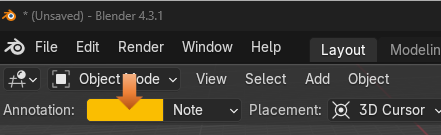 * (Unsaved) - Blender 4.3.1
File Edit Render Window Help Layout Modelin
Object Mode View Select Add Object
Annotation: Note Placement: 3D Cursor